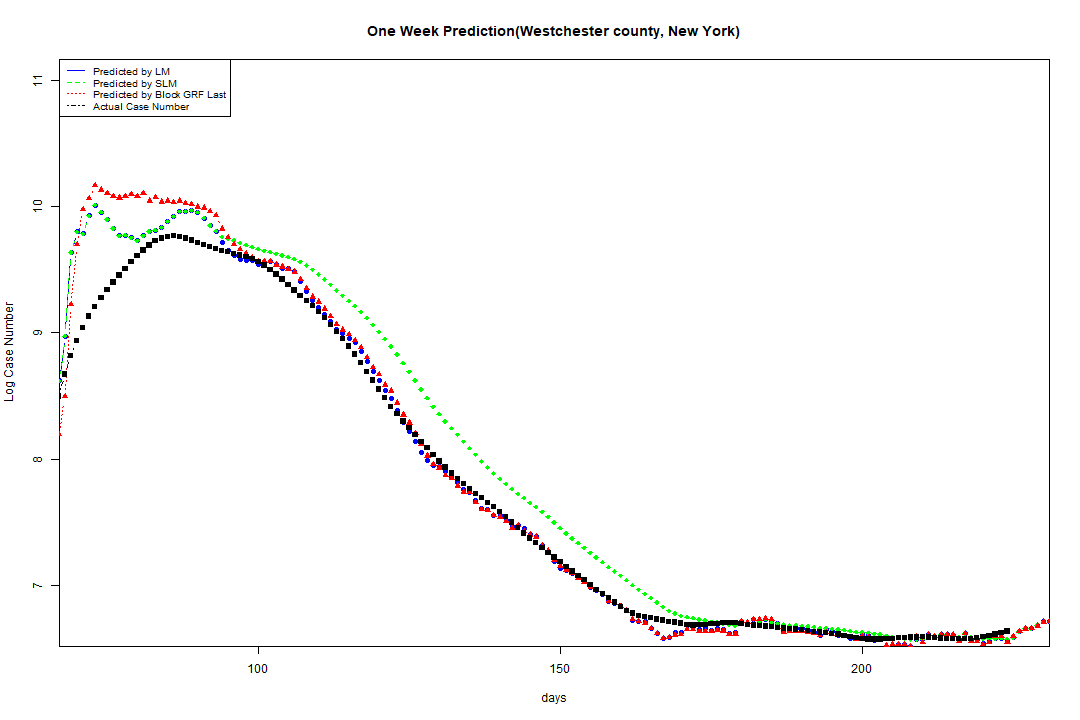 One Week Prediction(Westchester county, New York)
Predicted by LM
Predicted by SLM
Predicted by Block GRF Last
Actual Case Number
11
10
9
8
7
Log Case Number
100
150
200
days